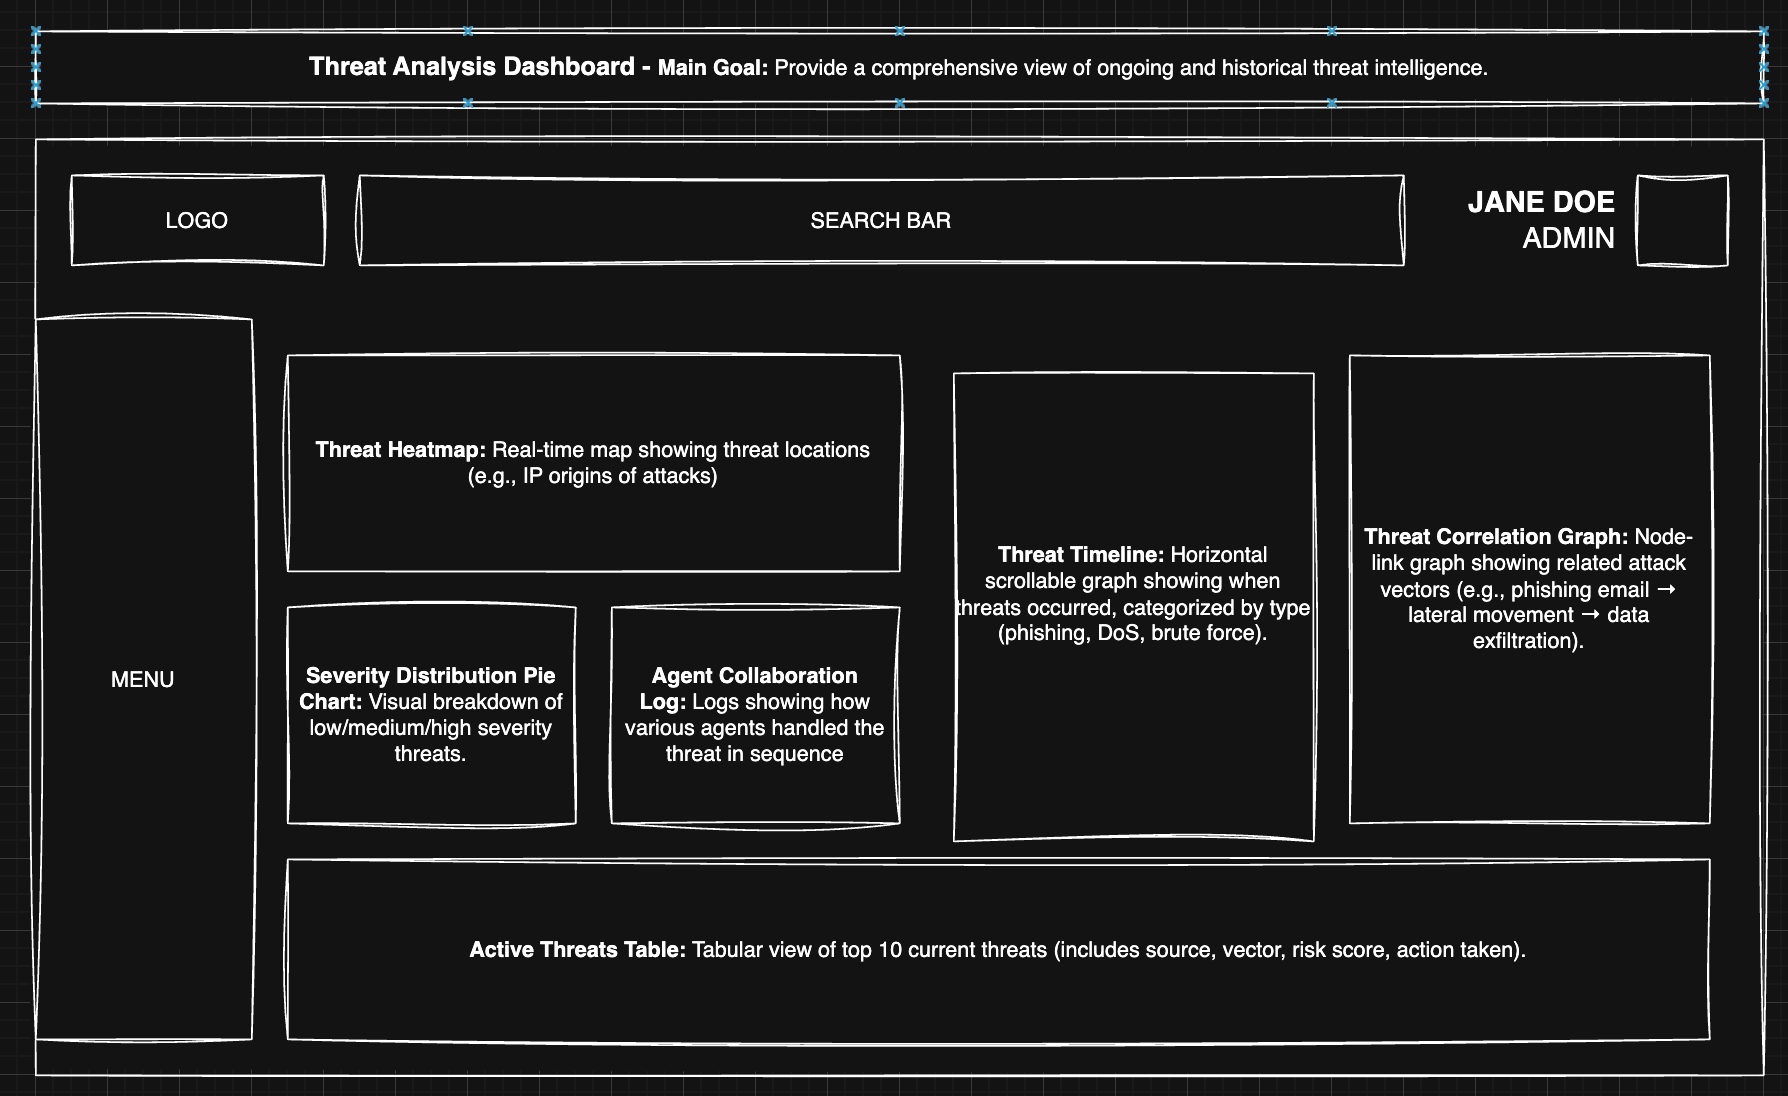 Threat Analysis Dashboard - Main Goal: Provide a comprehensive view of ongoing and historical threat intelligence.
LOGO
SEARCH BAR
JANE DOE
ADMIN
MENU
Threat Heatmap: Real-time map showing threat locations
(e.g., IP origins of attacks)
Severity Distribution Pie
Chart: Visual breakdown of
low/medium/high severity
threats.
Agent Collaboration
Log: Logs showing how
various agents handled the
threat in sequence
Threat Timeline: Horizontal
scrollable graph showing when
threats occurred, categorized by type
(phishing, DoS, brute force).
Threat Correlation Graph: Node-
link graph showing related attack
vectors (e.g., phishing email →
lateral movement → data
exfiltration).
Active Threats Table: Tabular view of top 10 current threats (includes source, vector, risk score, action taken).